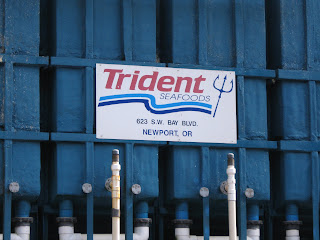 Trident
SEAFOODS
623 S.W. BAY BLVD.
NEWPORT, OR